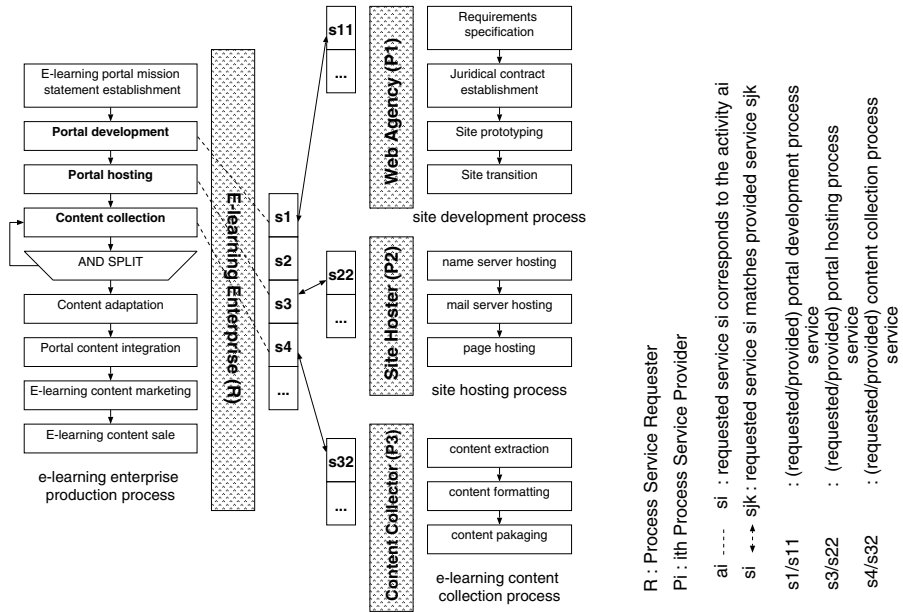 E-learning portal mission
statement establishment
Portal development
Portal hosting
Content collection
AND SPLIT
Content adaptation
Portal content integration
E-learning content marketing
E-learning content sale
e-learning enterprise
production process
E-learning Enterprise (R)
s1
s2
s3
s4
...
s11
...
Web Agency (P1)
Requirements
specification
Juridical contract
establishment
Site prototyping
Site transition
site development process
s22
...
Site Hoster (P2)
name server hosting
mail server hosting
page hosting
site hosting process
s32
...
Content Collector (P3)
content extraction
content formatting
content pakaging
e-learning content
collection process
R : Process Service Requester
Pi : ith Process Service Provider
ai ---- si : requested service si corresponds to the activity ai
si sjk : requested service si matches provided service sjk
s1/s11 : (requested/provided) portal development process
service
s3/s22 : (requested/provided) portal hosting process
service
s4/s32 : (requested/provided) content collection process
service